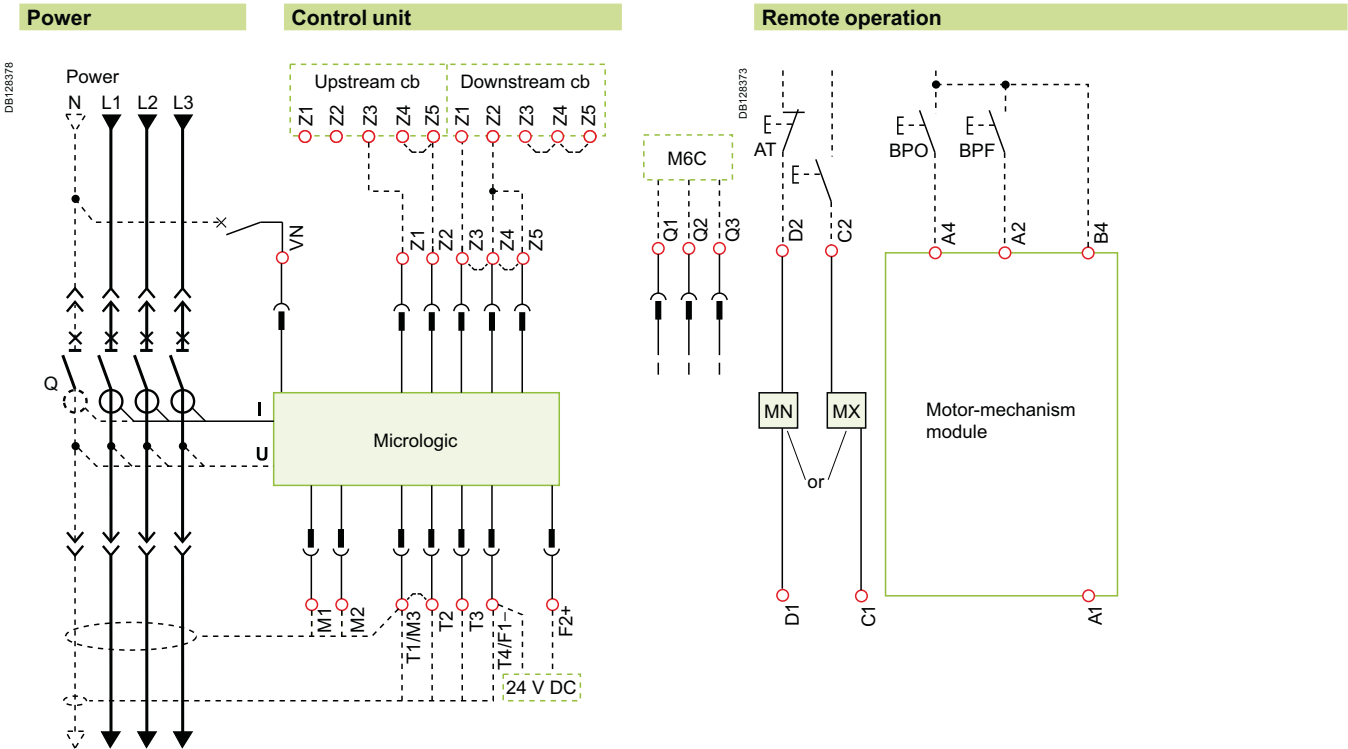 Power
Control unit
Remote operation
DB128378
Power
N L1 L2 L3
Upstream cb
Downstream cb
Z1 Z2 Z3 Z4 Z5 Z1 Z2 Z3 Z4 Z5
VN
Z1 Z2 Z3 Z4 Z5
M6C
Q1 Q2 Q3
DB128373
E
AT
E
E
BPO
E
BPF
D2 C2 A4 A2 B4
Q
I
U
Micrologic
MN
MX
or
Motor-mechanism
module
M1 M2 T1/M3 T2 T3 T4/F1– F2+
D1 C1 A1
24 V DC